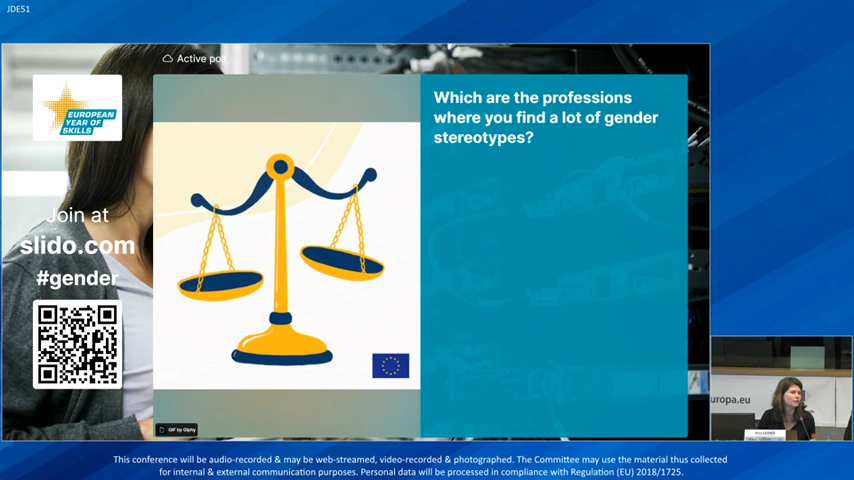 JDE51
Active po
EUROPEAN
YEAR OF
SKILLS
Join at
slido.com
#gender
Which are the professions
where you find a lot of gender
stereotypes?
GIF by Giphy
uropa.eu
This conference will be audio-recorded & may be web-streamed, video-recorded & photographed. The Committee may use the material thus collected
for internal & external communication purposes. Personal data will be processed in compliance with Regulation (EU) 2018/1725.